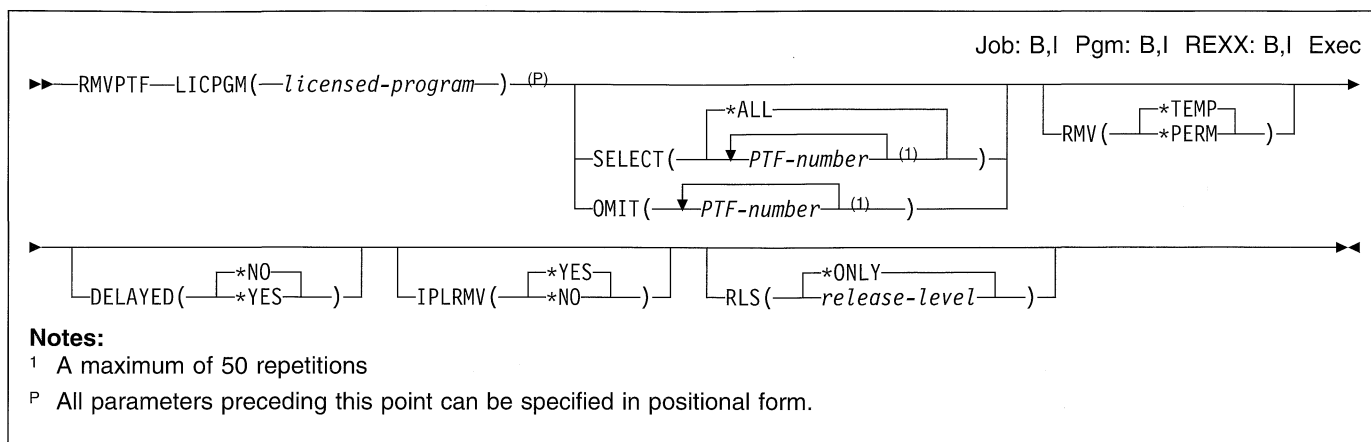 Job: B,I Pgm: B,I REXX: B,I Exec
RMVPTF LICPGM( licensed-program ) (P)
*ALL
SELECT( PTF-number (1) )
OMIT( PTF-number (1) )
*TEMP
RMV( *PERM )
*NO
DELAYED( *YES )
*YES
IPLRMV( *NO )
*ONLY
RLS( release-level )
Notes:
1 A maximum of 50 repetitions
P All parameters preceding this point can be specified in positional form.